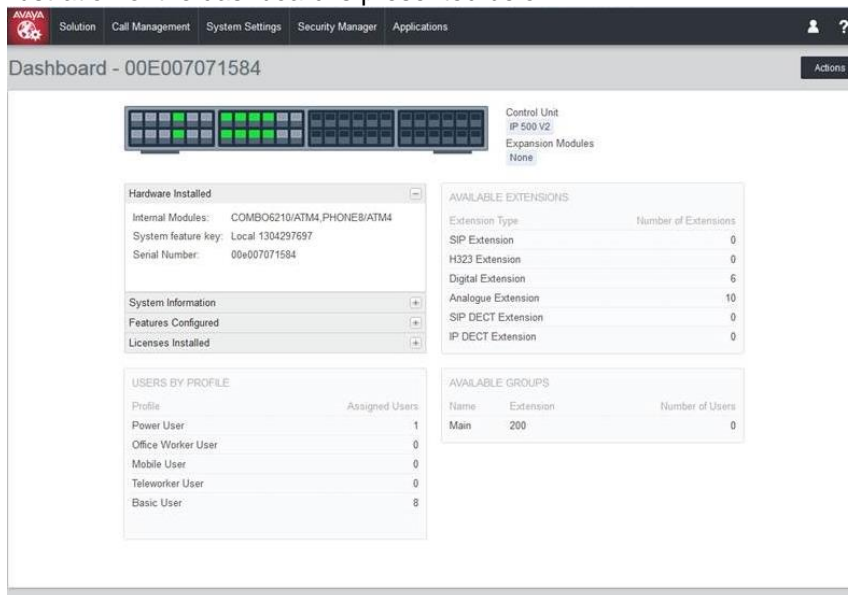 AVAYA
Solution Call Management System Settings Security Manager Applications ?
Dashboard - 00E007071584
Actions
Control Unit
IP 500 V2
Expansion Modules
None
Hardware Installed
Internal Modules: COMBO6210/ATM4,PHONE8/ATM4
System feature key: Local 1304297697
Serial Number: 00e007071584
System Information
Features Configured
Licenses Installed
AVAILABLE EXTENSIONS
Extension Type Number of Extensions
SIP Extension 0
H323 Extension 0
Digital Extension 6
Analogue Extension 10
SIP DECT Extension 0
IP DECT Extension 0
USERS BY PROFILE
Profile Assigned Users
Power User 1
Office Worker User 0
Mobile User 0
Teleworker User 0
Basic User 8
AVAILABLE GROUPS
Name Extension Number of Users
Main 200 0